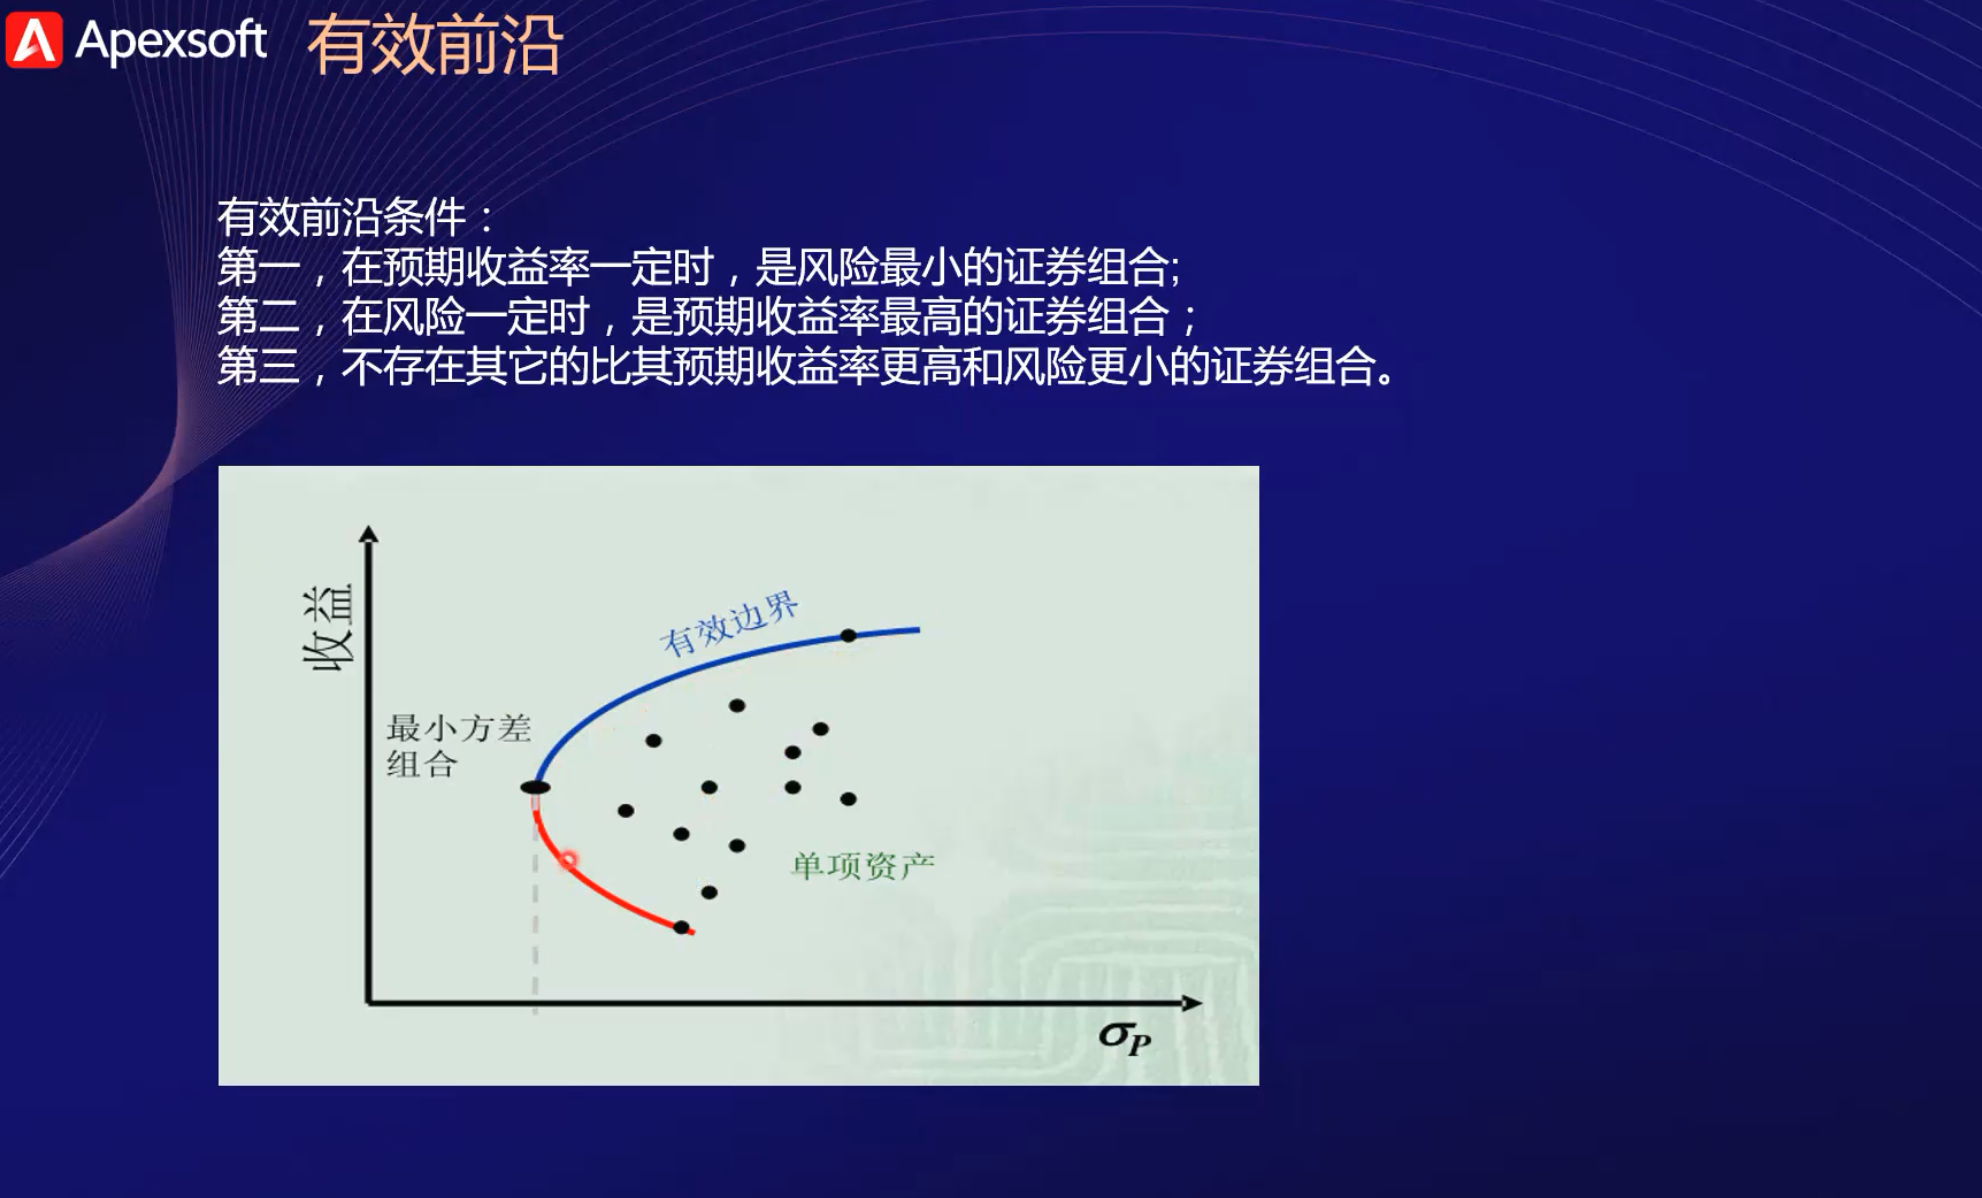 Apexsoft 有效前沿
有效前沿条件：
第一，在预期收益率一定时，是风险最小的证券组合;
第二，在风险一定时，是预期收益率最高的证券组合；
第三，不存在其它的比其预期收益率更高和风险更小的证券组合。
收益
有效边界
最小方差
组合
单项资产
σP